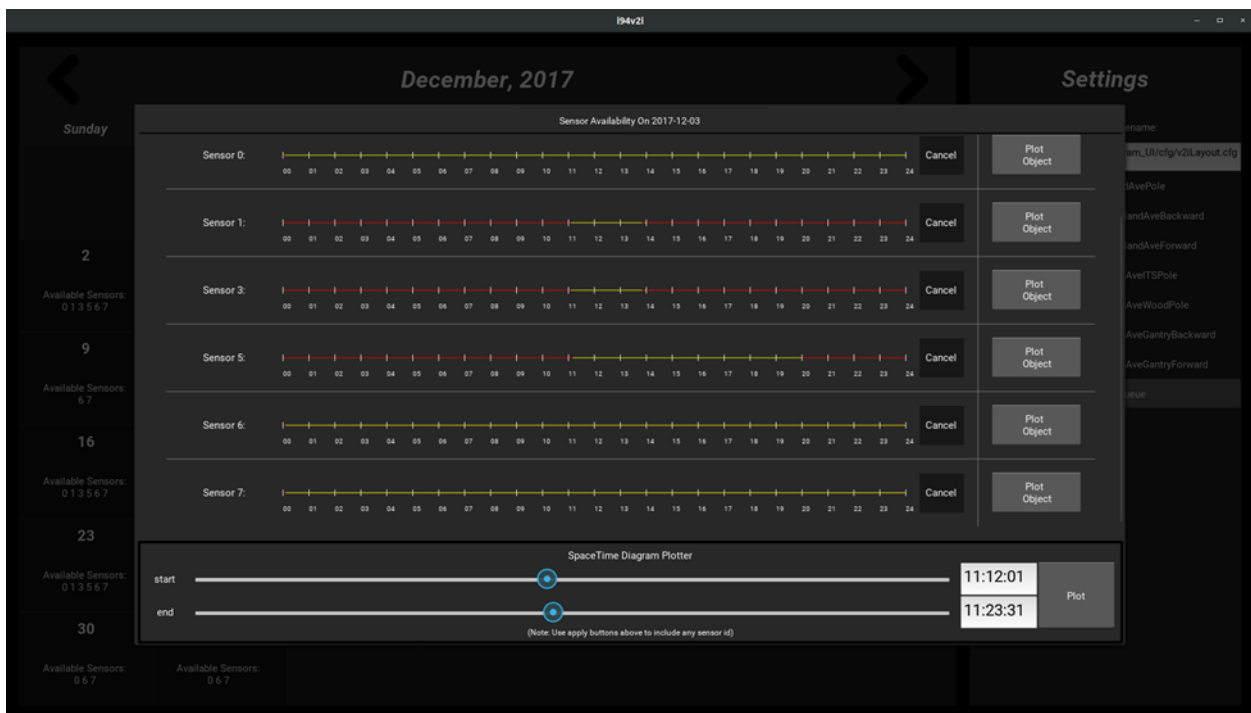 i94v2i
December, 2017
Settings
Sunday
Sensor Availability On 2017-12-03
ename:
am_UI/cfg/v2iLayout.cfg
Sensor 0:
00 01 02 03 04 05 06 07 08 09 10 11 12 13 14 15 16 17 18 19 20 21 22 23 24
Cancel
Plot
Object
dAvePole
Sensor 1:
00 01 02 03 04 05 06 07 08 09 10 11 12 13 14 15 16 17 18 19 20 21 22 23 24
Cancel
Plot
Object
landAveBackward
landAveForward
2
Available Sensors:
0 1 3 5 6 7
Sensor 3:
00 01 02 03 04 05 06 07 08 09 10 11 12 13 14 15 16 17 18 19 20 21 22 23 24
Cancel
Plot
Object
AveITSPole
AveWoodPole
9
Available Sensors:
6 7
Sensor 5:
00 01 02 03 04 05 06 07 08 09 10 11 12 13 14 15 16 17 18 19 20 21 22 23 24
Cancel
Plot
Object
AveGantryBackward
AveGantryForward
ueue
16
Available Sensors:
0 1 3 5 6 7
Sensor 6:
00 01 02 03 04 05 06 07 08 09 10 11 12 13 14 15 16 17 18 19 20 21 22 23 24
Cancel
Plot
Object
Sensor 7:
00 01 02 03 04 05 06 07 08 09 10 11 12 13 14 15 16 17 18 19 20 21 22 23 24
Cancel
Plot
Object
23
Available Sensors:
0 1 3 5 6 7
SpaceTime Diagram Plotter
start
11:12:01
end
11:23:31
Plot
(Note: Use apply buttons above to include any sensor id)
30
Available Sensors:
0 6 7
Available Sensors:
0 6 7